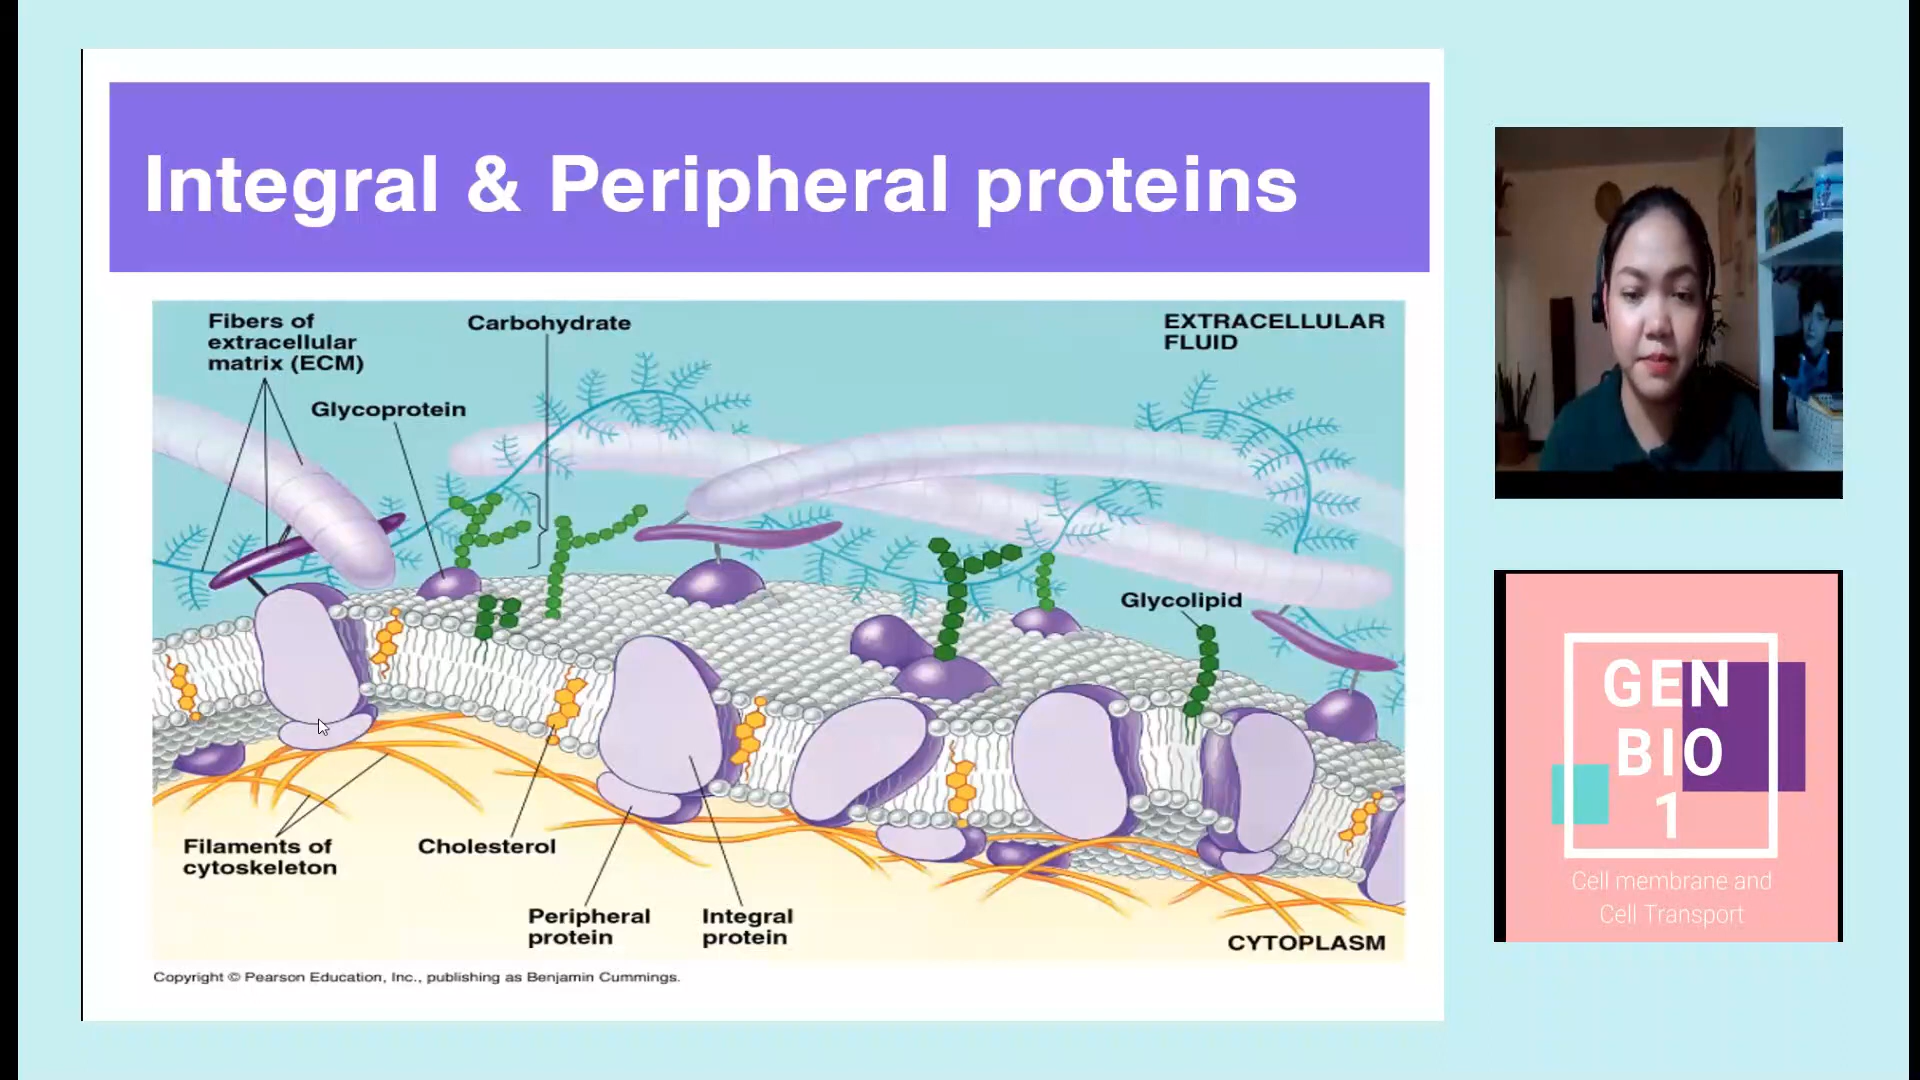 Integral & Peripheral proteins
Fibers of
extracellular
matrix (ECM)
Carbohydrate
EXTRACELLULAR
FLUID
Glycoprotein
Glycolipid
Filaments of
cytoskeleton
Cholesterol
Peripheral
protein
Integral
protein
CYTOPLASM
Copyright © Pearson Education, Inc., publishing as Benjamin Cummings.
GEN
BIO
1
Cell membrane and
Cell Transport